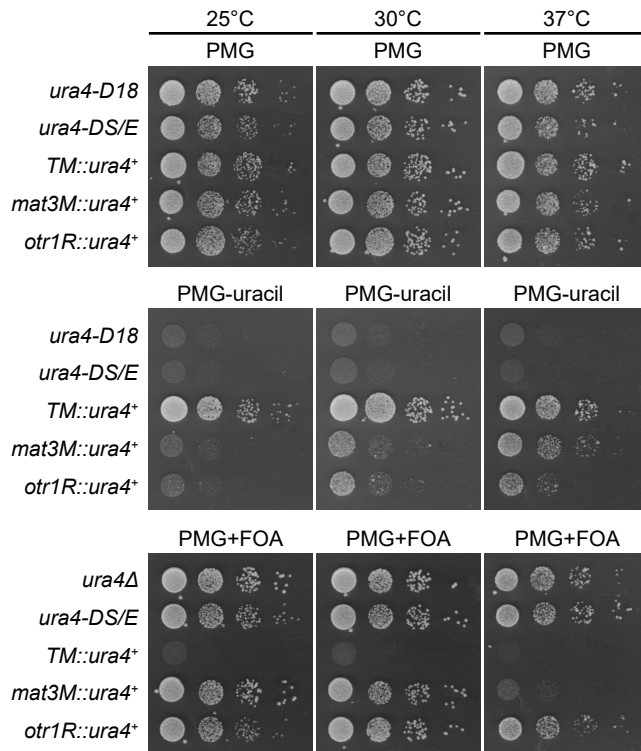 25°C 30°C 37°C
PMG PMG PMG
ura4-D18
ura4-DS/E
TM::ura4⁺
mat3M::ura4⁺
otr1R::ura4⁺
PMG-uracil PMG-uracil PMG-uracil
ura4-D18
ura4-DS/E
TM::ura4⁺
mat3M::ura4⁺
otr1R::ura4⁺
PMG+FOA PMG+FOA PMG+FOA
ura4Δ
ura4-DS/E
TM::ura4⁺
mat3M::ura4⁺
otr1R::ura4⁺